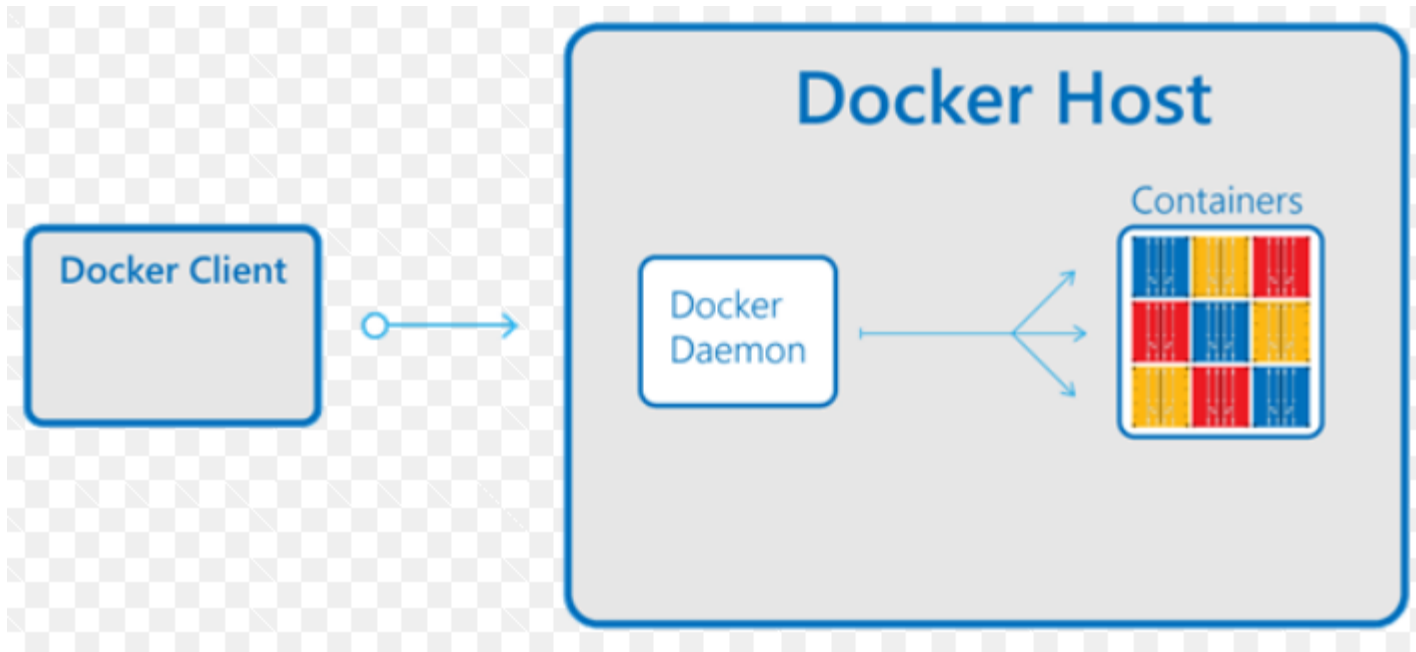 Docker Host
Containers
Docker Client
Docker
Daemon